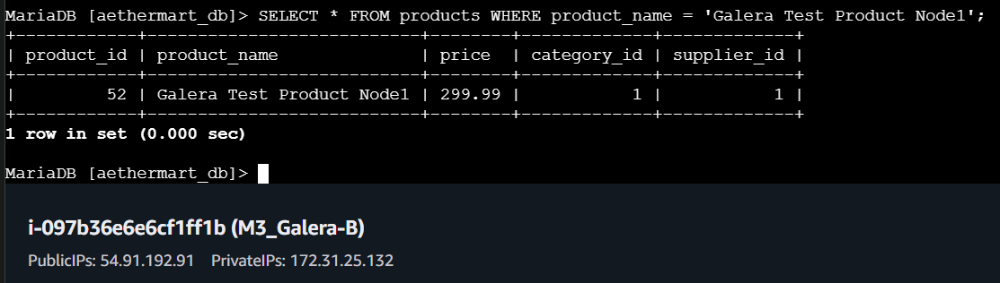 MariaDB [aethermart_db]> SELECT * FROM products WHERE product_name = 'Galera Test Product Node1';
+------------+---------------------------+--------+-------------+-------------+
| product_id | product_name              | price  | category_id | supplier_id |
+------------+---------------------------+--------+-------------+-------------+
|         52 | Galera Test Product Node1 | 299.99 |           1 |           1 |
+------------+---------------------------+--------+-------------+-------------+
1 row in set (0.000 sec)
MariaDB [aethermart_db]>
i-097b36e6e6cf1ff1b (M3_Galera-B)
PublicIPs: 54.91.192.91 PrivateIPs: 172.31.25.132